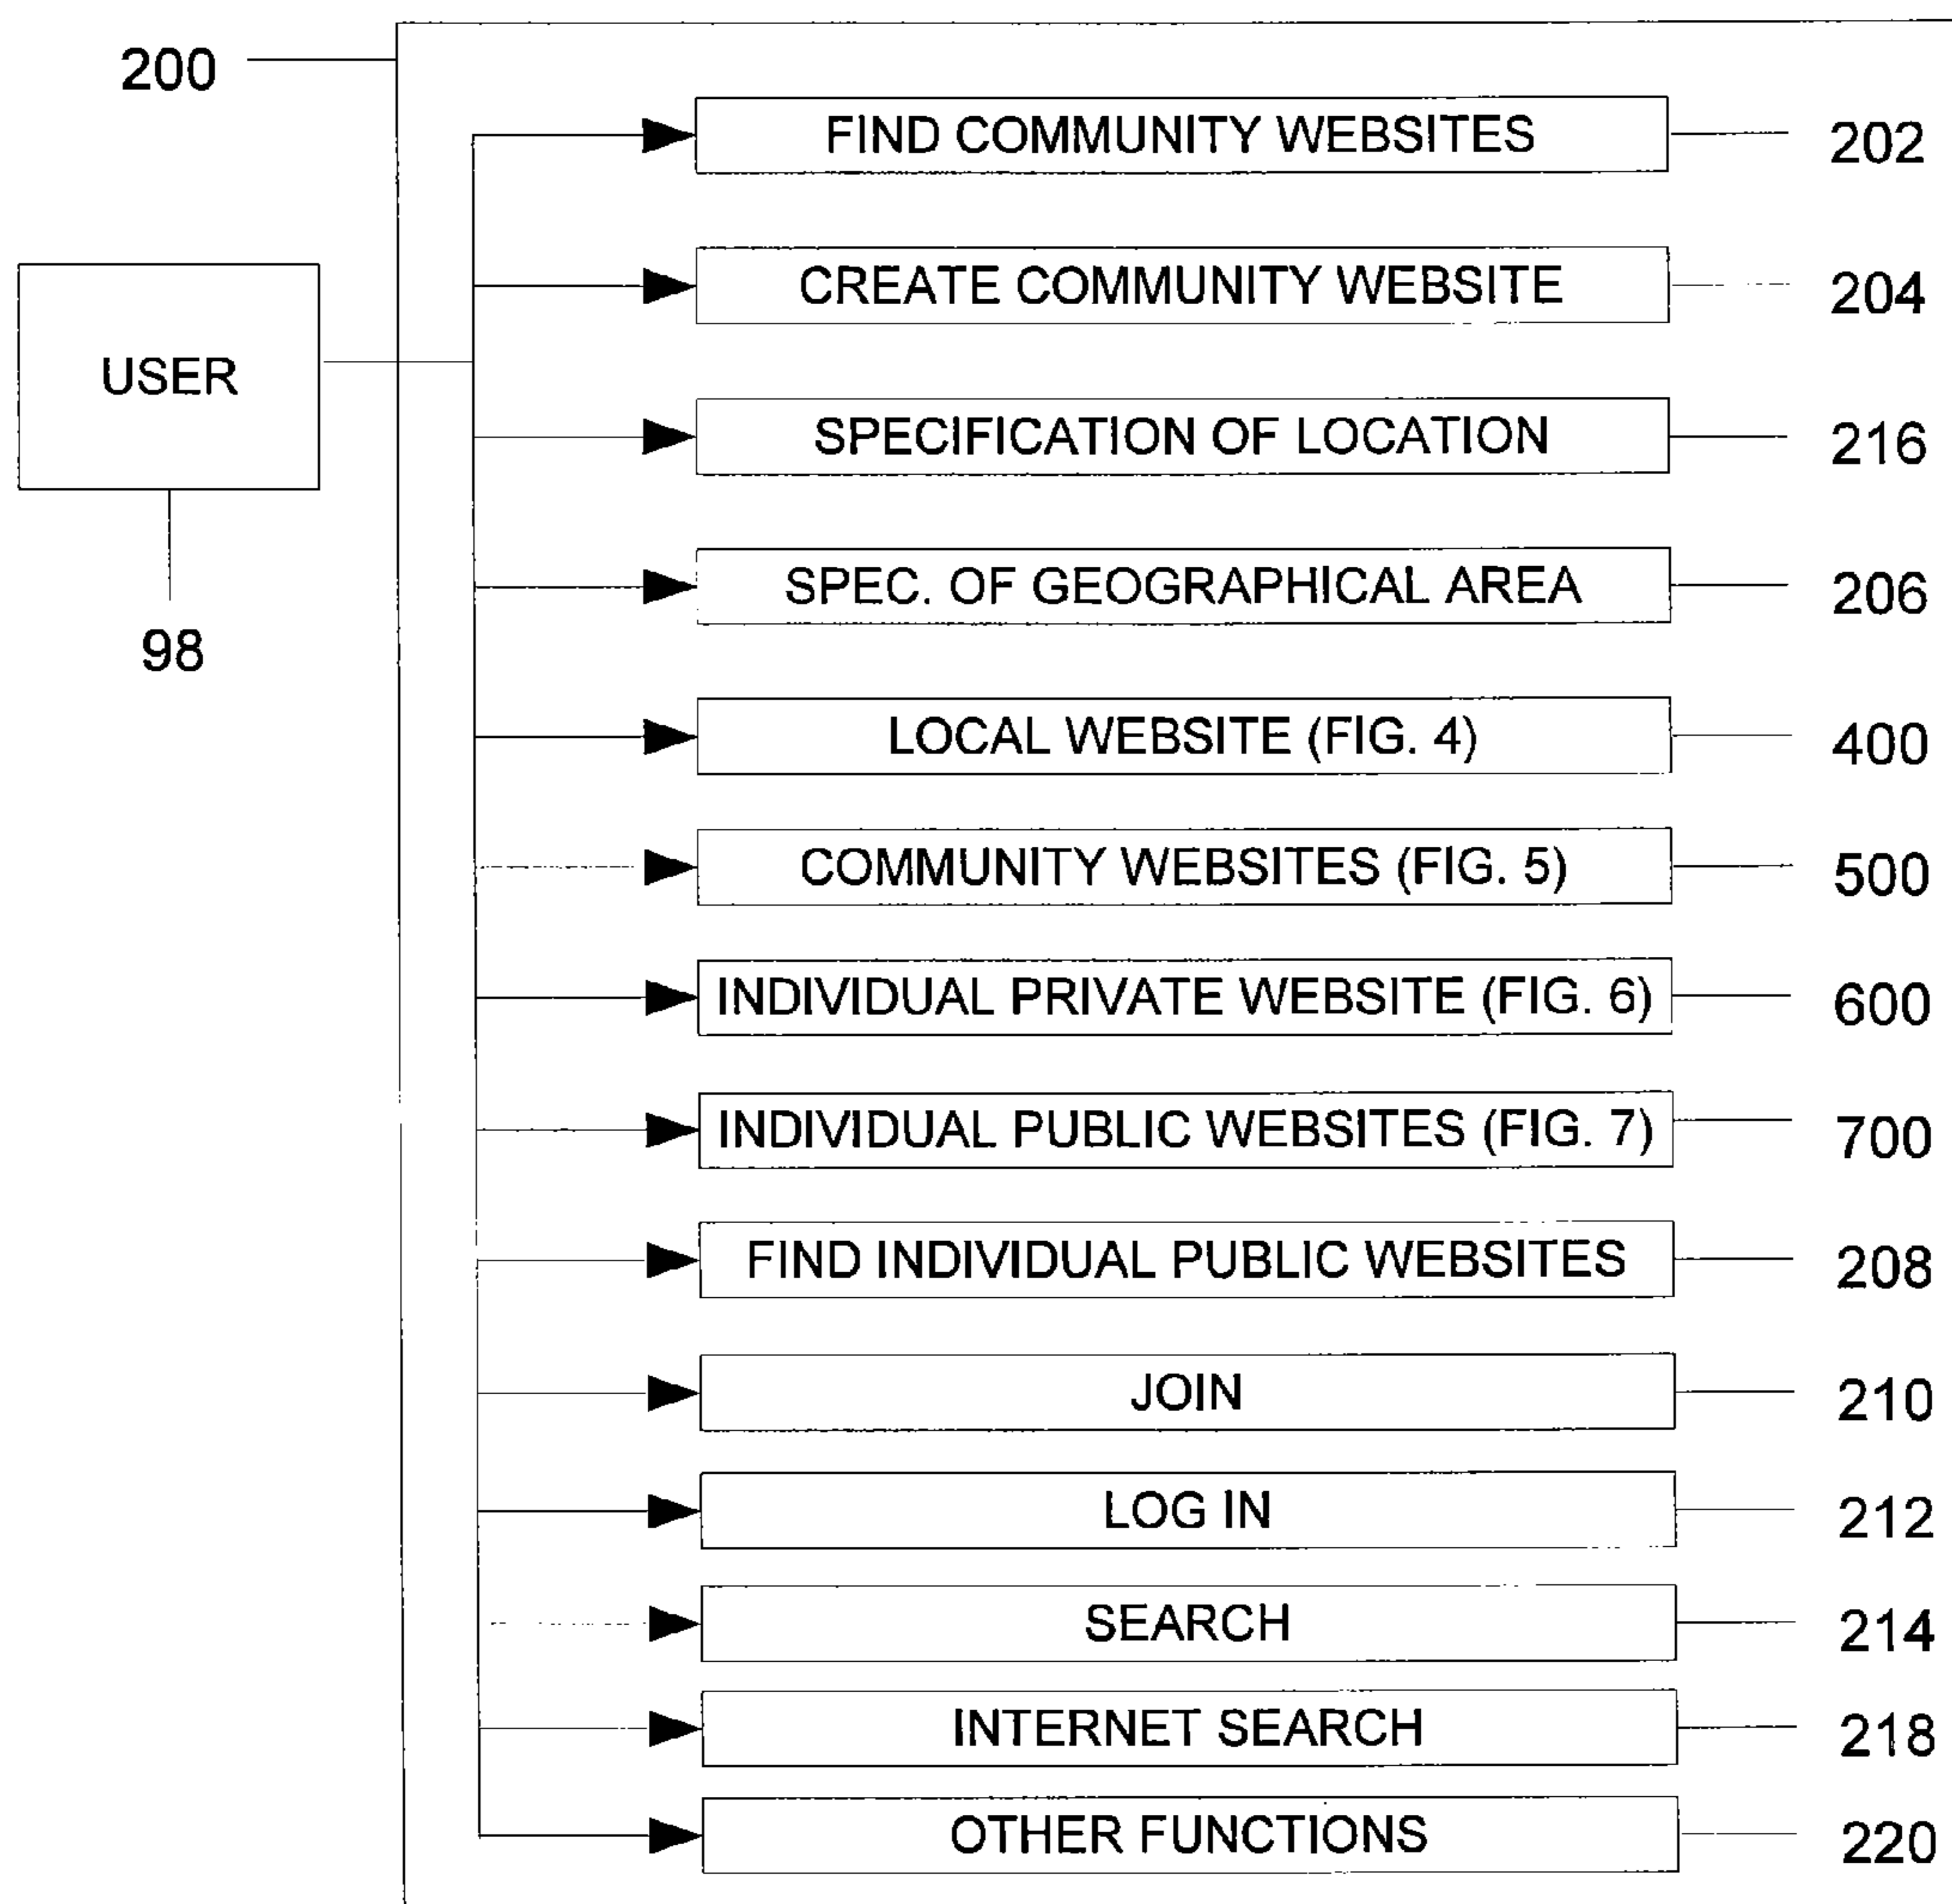 200
FIND COMMUNITY WEBSITES 202
CREATE COMMUNITY WEBSITE 204
USER
SPECIFICATION OF LOCATION 216
SPEC. OF GEOGRAPHICAL AREA 206
98
LOCAL WEBSITE (FIG. 4) 400
COMMUNITY WEBSITES (FIG. 5) 500
INDIVIDUAL PRIVATE WEBSITE (FIG. 6) 600
INDIVIDUAL PUBLIC WEBSITES (FIG. 7) 700
FIND INDIVIDUAL PUBLIC WEBSITES 208
JOIN 210
LOG IN 212
SEARCH 214
INTERNET SEARCH 218
OTHER FUNCTIONS 220